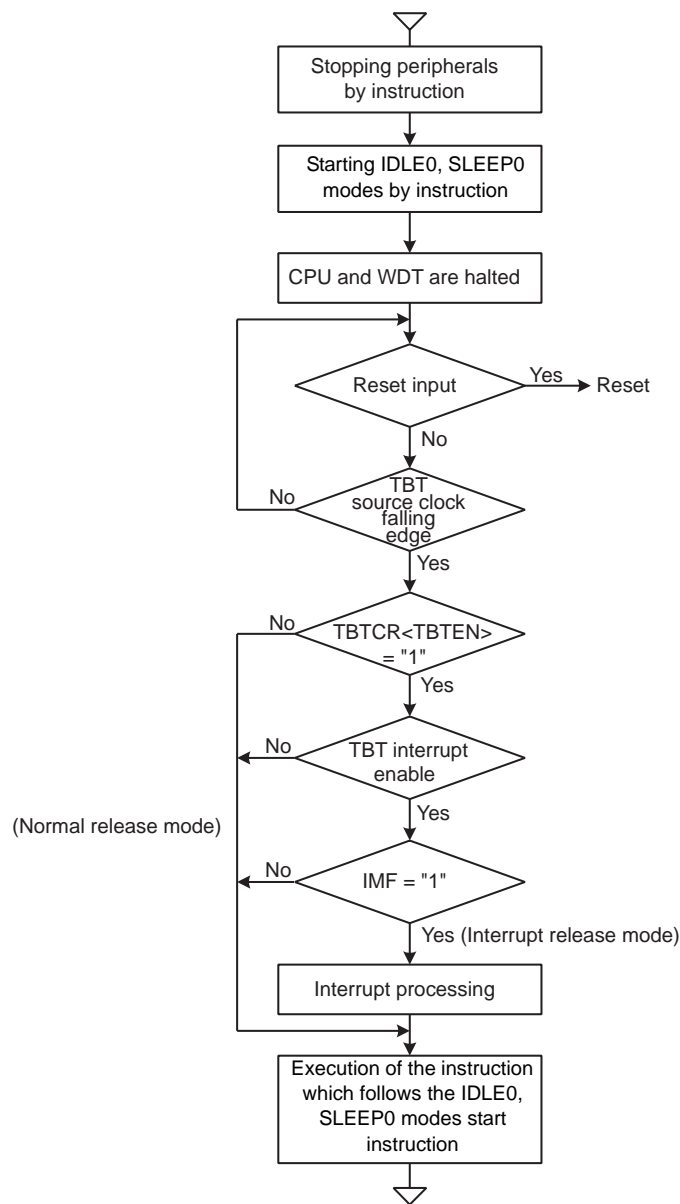 Stopping peripherals
by instruction
Starting IDLE0, SLEEP0
modes by instruction
CPU and WDT are halted
Reset input
Yes
Reset
No
No
TBT
source clock
falling
edge
Yes
No
TBTCR<TBTEN>
= "1"
Yes
No
TBT interrupt
enable
(Normal release mode)
Yes
No
IMF = "1"
Yes (Interrupt release mode)
Interrupt processing
Execution of the instruction
which follows the IDLE0,
SLEEP0 modes start
instruction